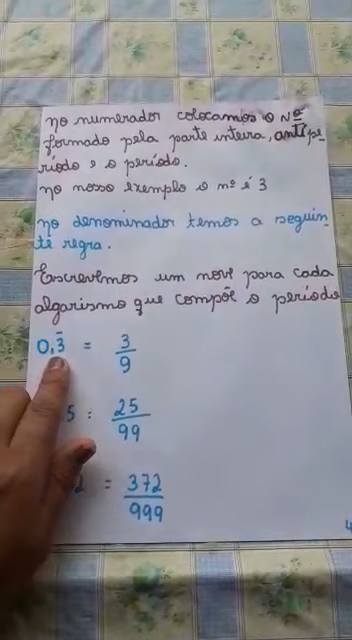 no numerador colocamos o Nº
formado pela parte inteira, antipe-
ríodo e o período.
no nosso exemplo o nº é 3
no denominador temos a seguin-
te regra.
Escrevemos um nove para cada
algarismo que compõe o período
0,3̄ = 3/9
5 = 25/99
2 = 372/999